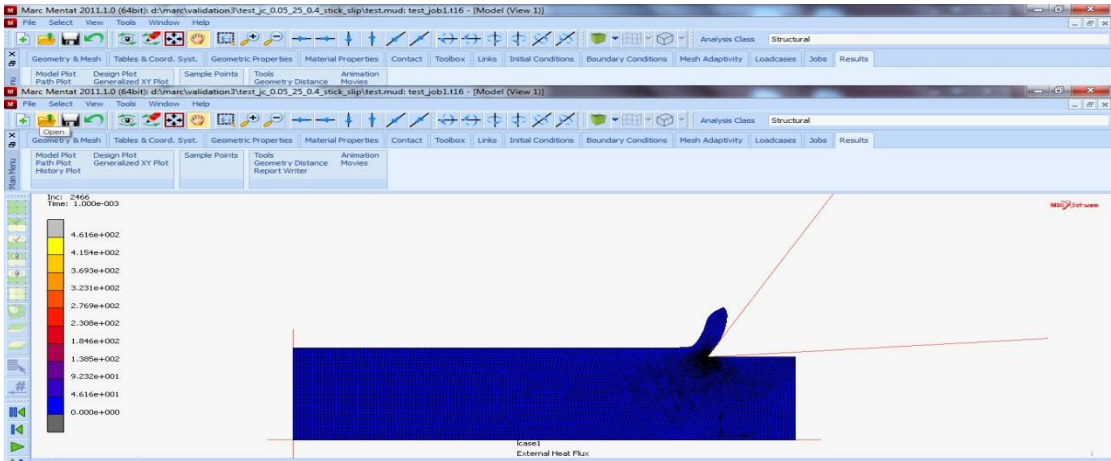 Marc Mentat 2011.1.0 (64bit): d:\marc\validation3\test_jc_0.05_25_0.4_stick_slip\test.mud: test_job1.t16 - [Model (View 1)]
File Select View Tools Window Help
Analysis Class Structural
Geometry & Mesh Tables & Coord. Syst. Geometric Properties Material Properties Contact Toolbox Links Initial Conditions Boundary Conditions Mesh Adaptivity Loadcases Jobs Results
Model Plot Design Plot Sample Points Tools Animation
Path Plot Generalized XY Plot Geometry Distance Movies
Marc Mentat 2011.1.0 (64bit): d:\marc\validation3\test_jc_0.05_25_0.4_stick_slip\test.mud: test_job1.t16 - [Model (View 1)]
File Select View Tools Window Help
Analysis Class Structural
Open
Geometry & Mesh Tables & Coord. Syst. Geometric Properties Material Properties Contact Toolbox Links Initial Conditions Boundary Conditions Mesh Adaptivity Loadcases Jobs Results
Model Plot Design Plot Sample Points Tools Animation
Path Plot Generalized XY Plot Geometry Distance Movies
History Plot Report Writer
Main Menu
Inc: 2466
Time: 1.000e-003
MSC Software
4.616e+002
4.154e+002
3.693e+002
3.231e+002
2.769e+002
2.308e+002
1.846e+002
1.385e+002
9.232e+001
4.616e+001
0.000e+000
lcase1
External Heat Flux
1